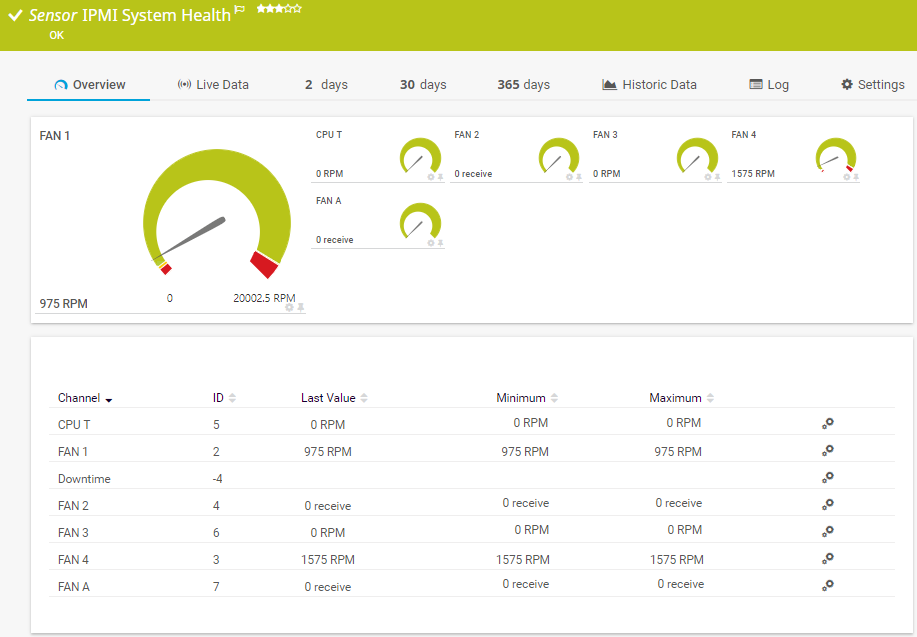 Sensor IPMI System Health
OK
Overview Live Data 2 days 30 days 365 days Historic Data Log Settings
FAN 1
975 RPM
0 20002.5 RPM
CPU T
0 RPM
FAN 2
0 receive
FAN 3
0 RPM
FAN 4
1575 RPM
FAN A
0 receive
Channel ID Last Value Minimum Maximum
CPU T 5 0 RPM 0 RPM 0 RPM
FAN 1 2 975 RPM 975 RPM 975 RPM
Downtime -4
FAN 2 4 0 receive 0 receive 0 receive
FAN 3 6 0 RPM 0 RPM 0 RPM
FAN 4 3 1575 RPM 1575 RPM 1575 RPM
FAN A 7 0 receive 0 receive 0 receive